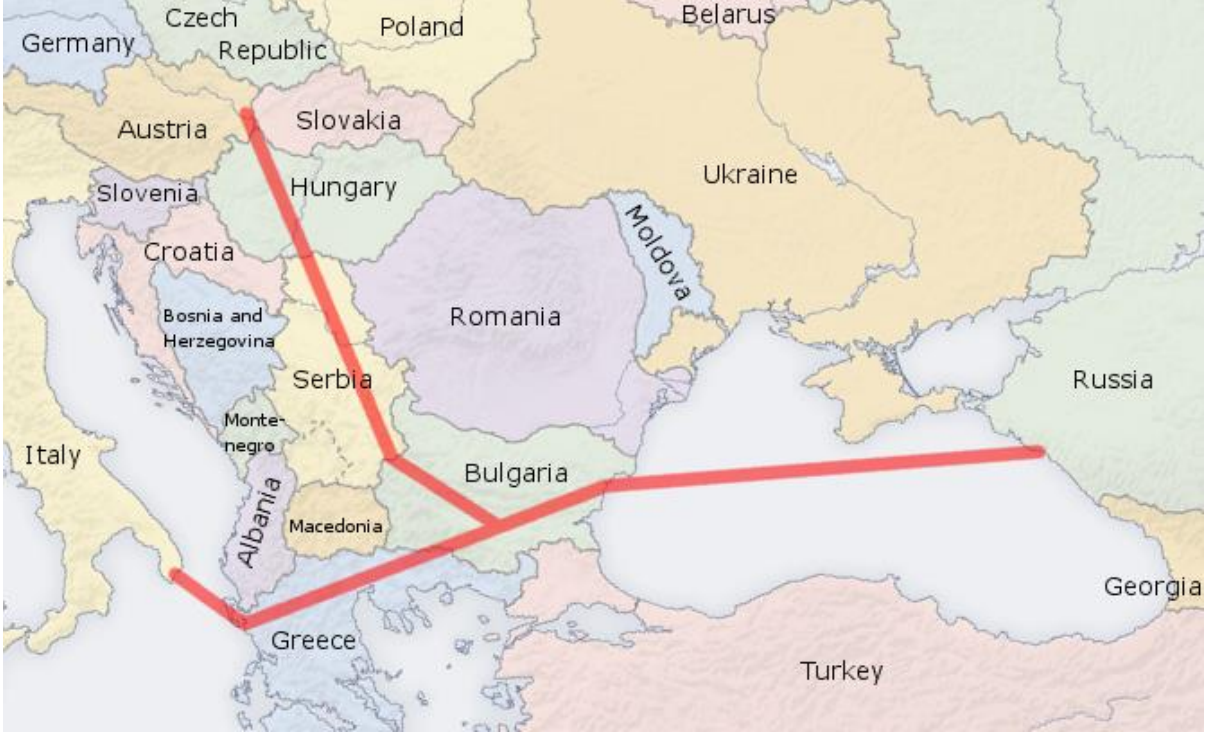 Czech
Republic
Germany
Poland
Belarus
Austria
Slovakia
Slovenia
Hungary
Ukraine
Croatia
Moldova
Bosnia and
Herzegovina
Romania
Serbia
Russia
Monte-
negro
Italy
Bulgaria
Albania
Macedonia
Georgia
Greece
Turkey